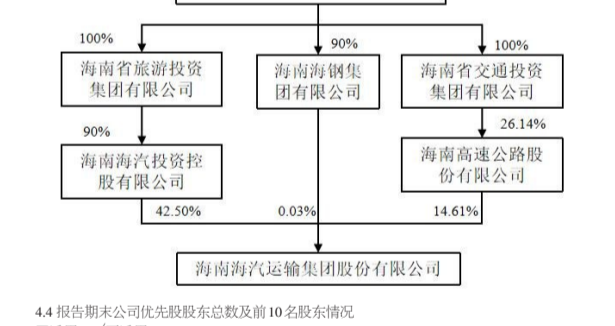 100%
90%
100%
海南省旅游投资
集团有限公司
海南海钢集
团有限公司
海南省交通投资
集团有限公司
90%
26.14%
海南海汽投资控
股有限公司
海南高速公路股
份有限公司
42.50%
0.03%
14.61%
海南海汽运输集团股份有限公司
4.4 报告期末公司优先股股东总数及前 10 名股东情况